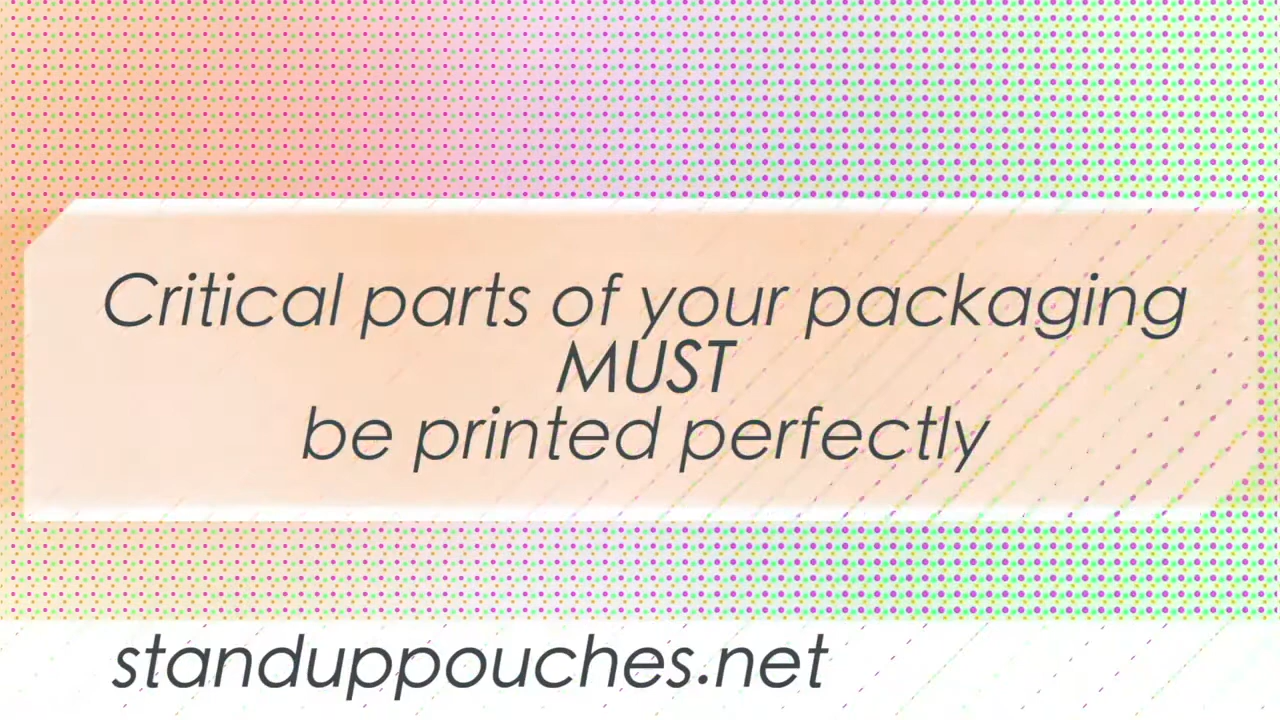 Critical parts of your packaging
MUST
be printed perfectly
standuppouches.net